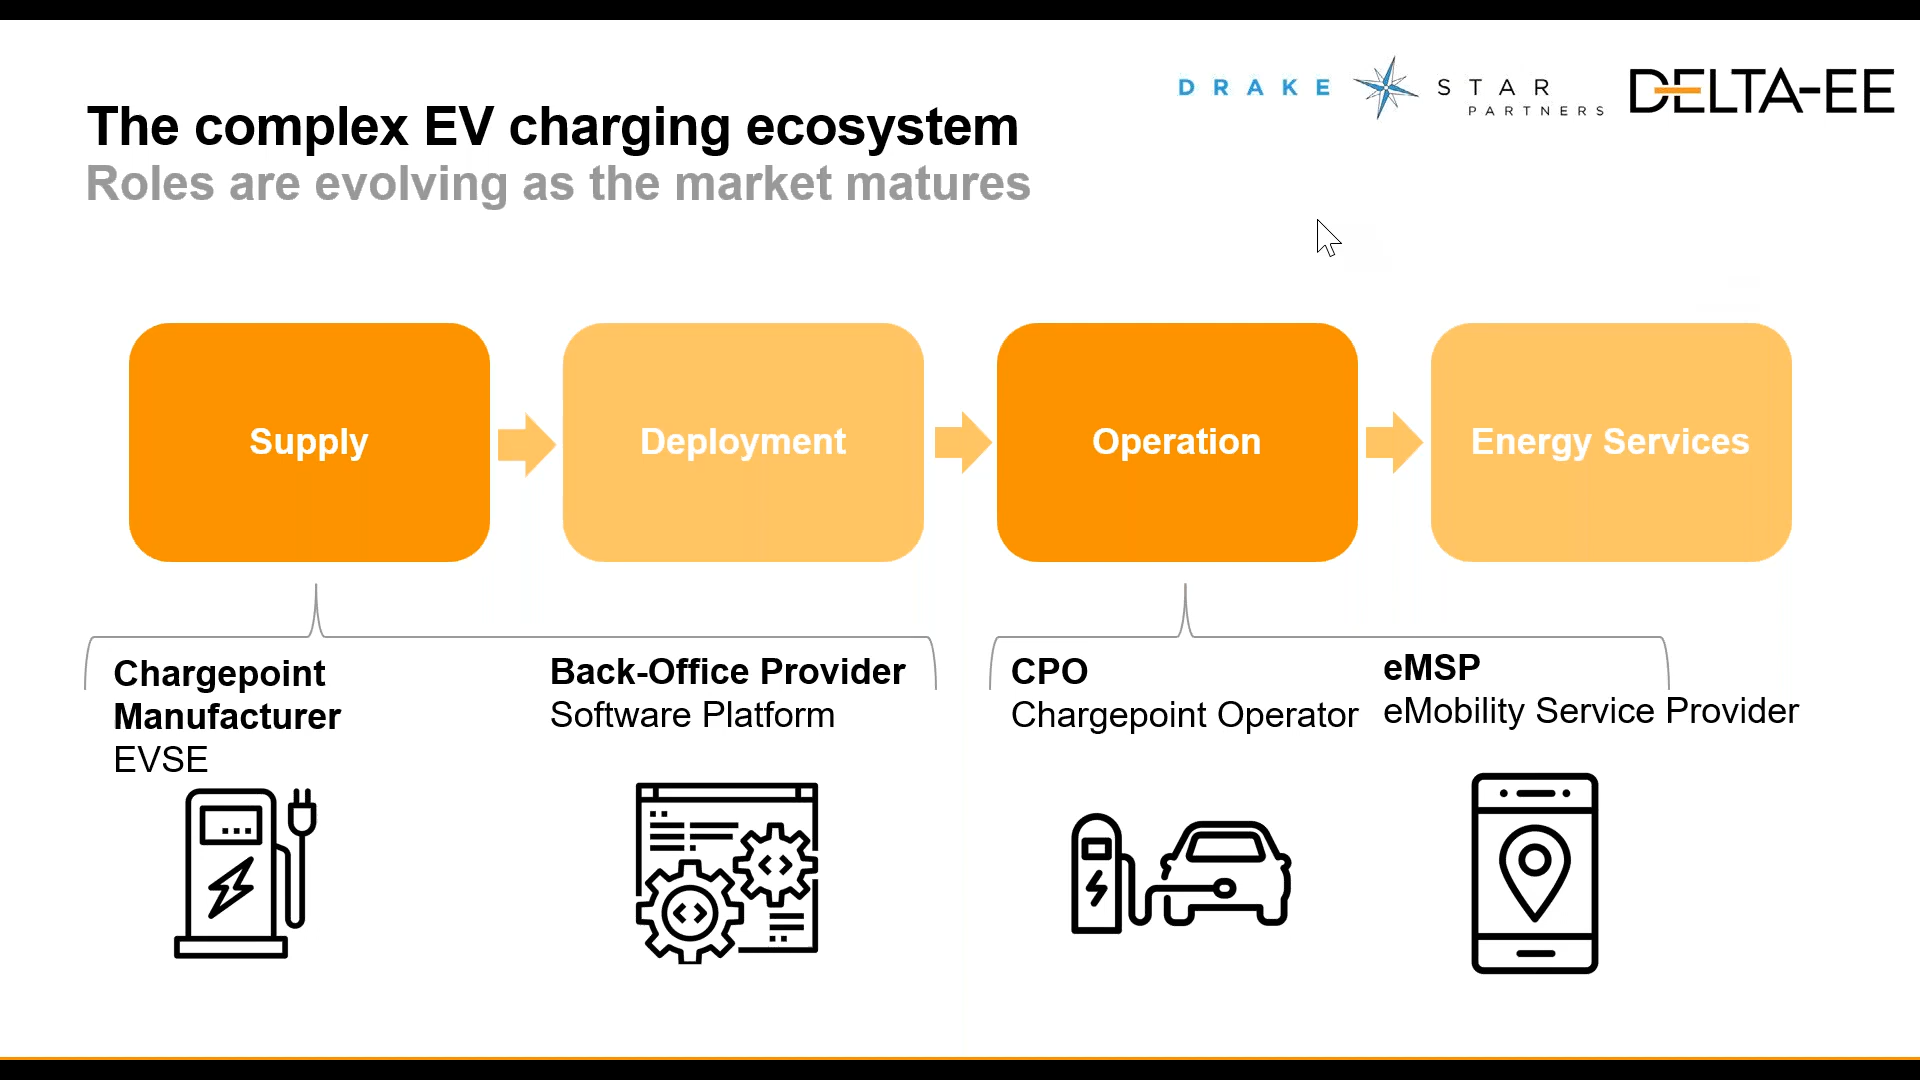 DRAKE STAR
PARTNERS
DELTA-EE
The complex EV charging ecosystem
Roles are evolving as the market matures
Supply
Deployment
Operation
Energy Services
Chargepoint
Manufacturer
EVSE
Back-Office Provider
Software Platform
CPO
Chargepoint Operator
eMSP
eMobility Service Provider